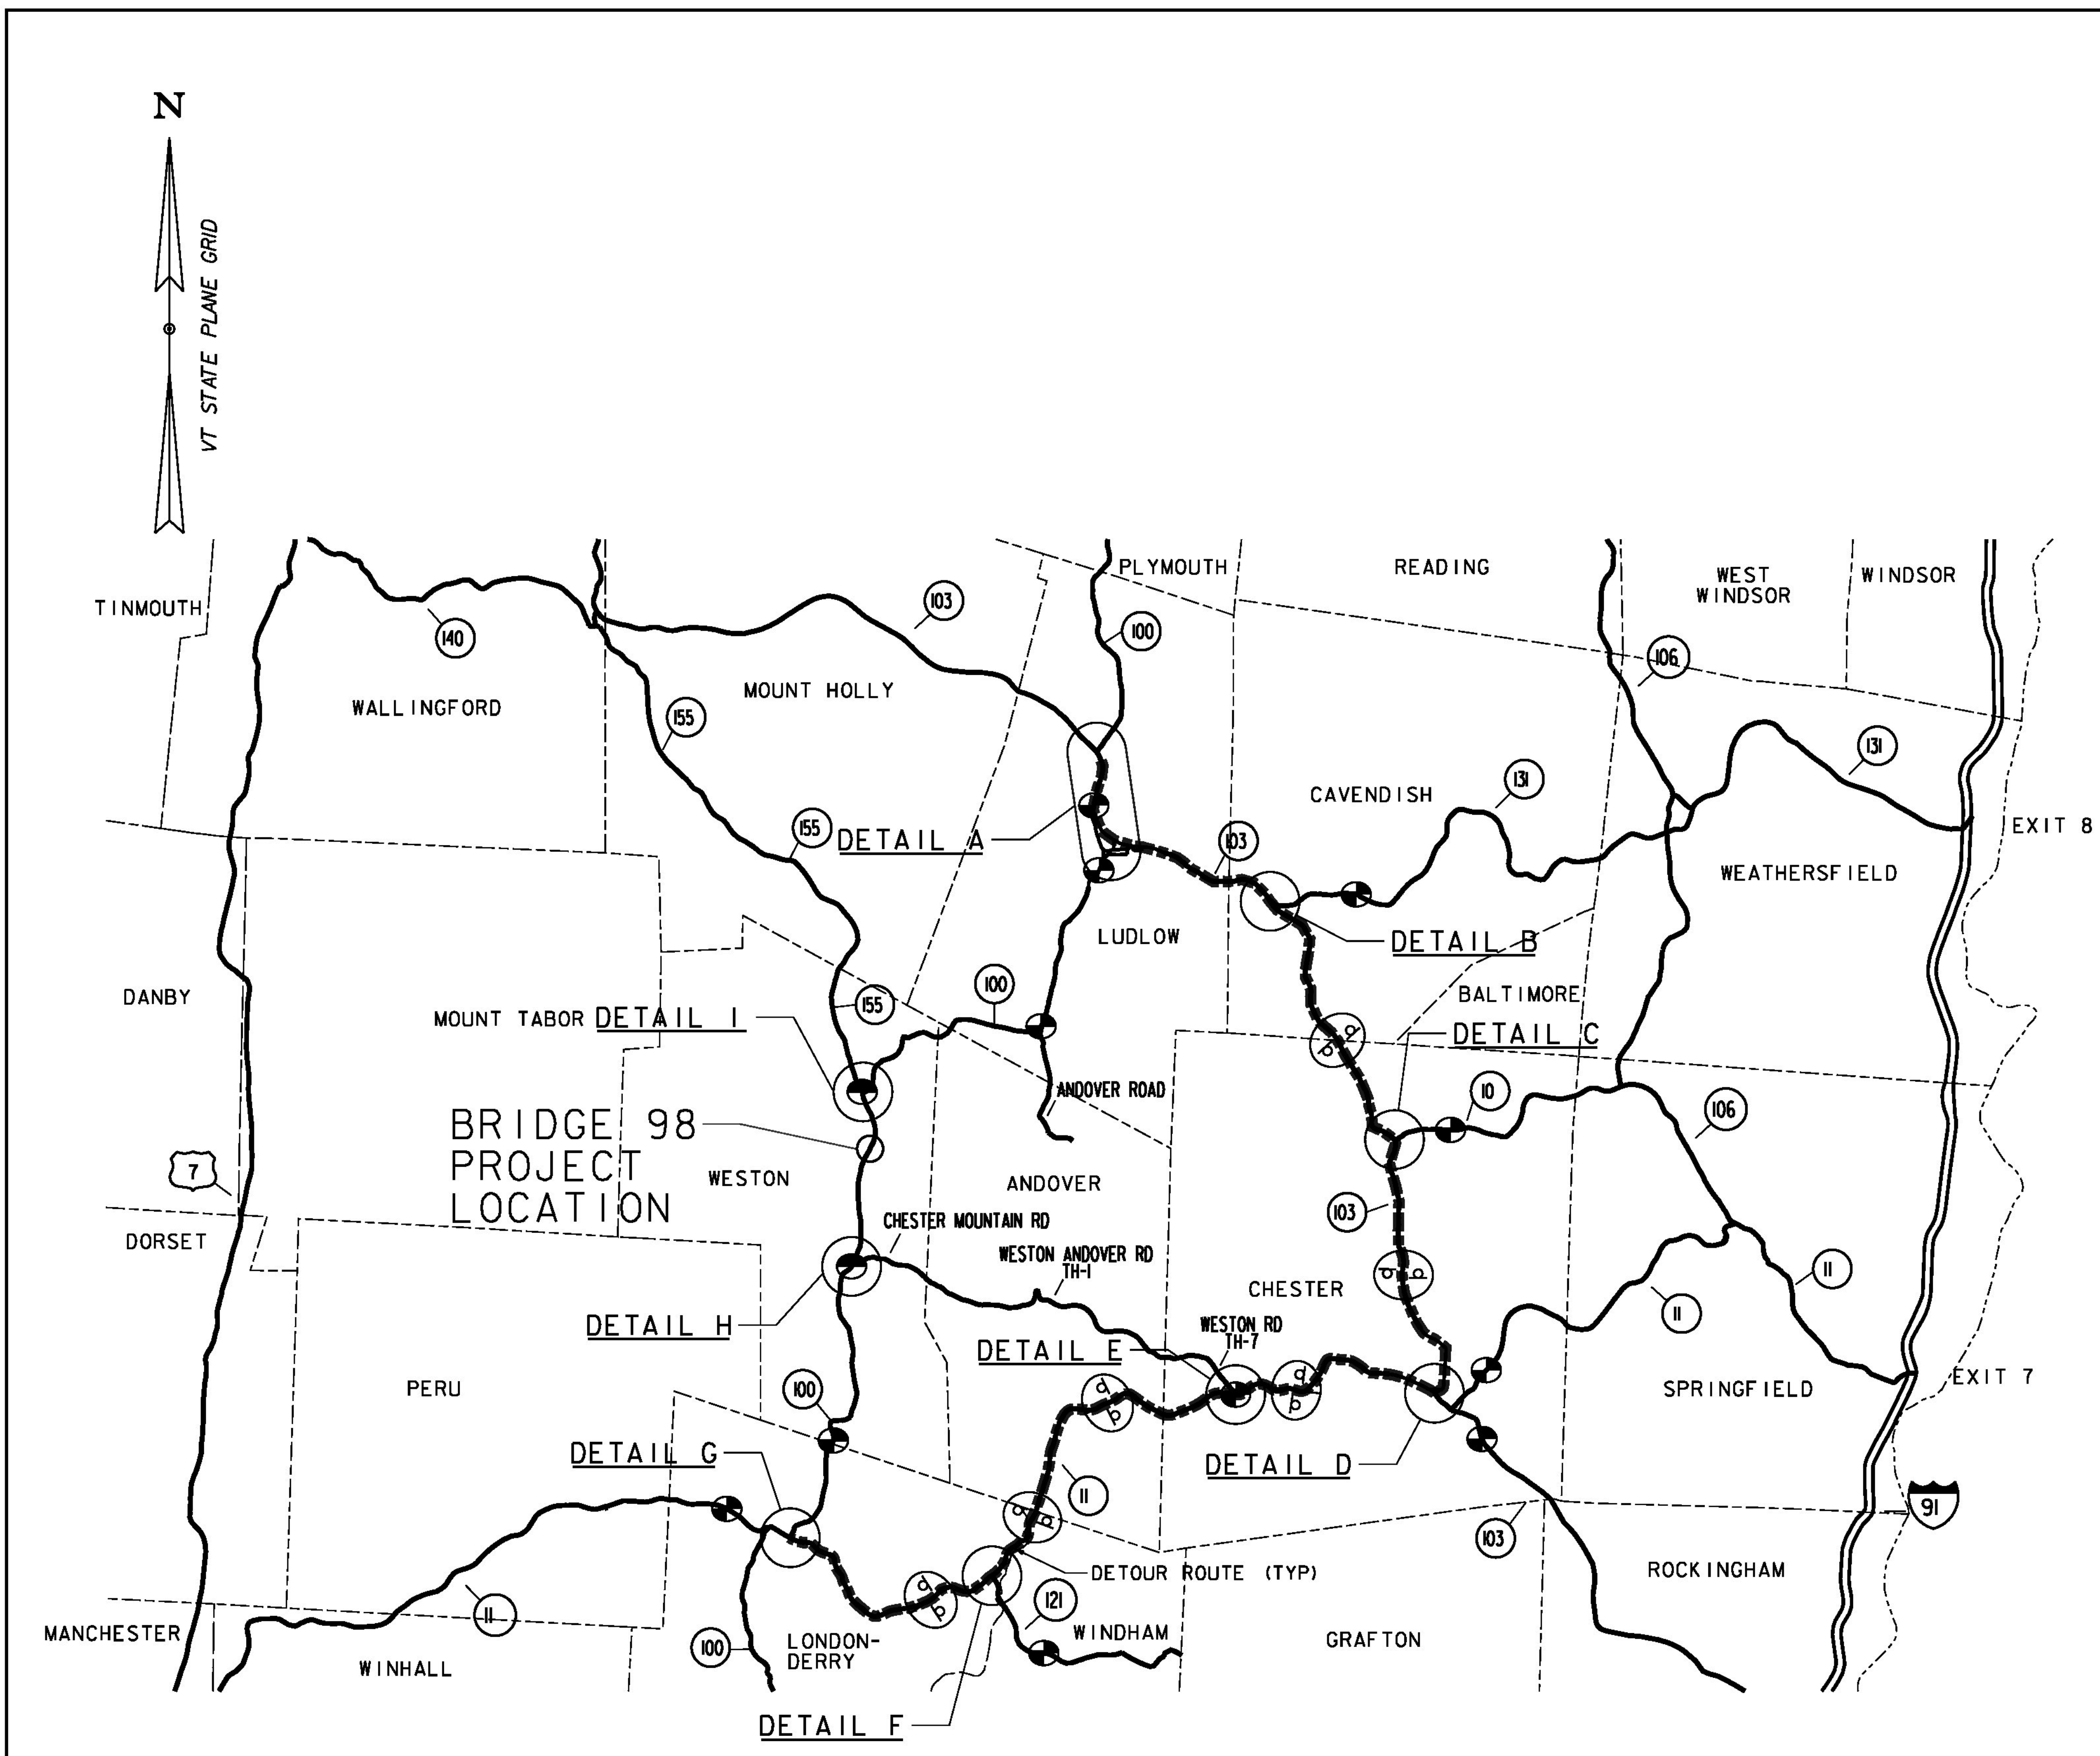 N
VT STATE PLANE GRID
PLYMOUTH
READING
WEST
WINDSOR
WINDSOR
TINMOUTH
140
103
100
106
WALLINGFORD
MOUNT HOLLY
155
131
CAVENDISH
131
155
DETAIL A
103
EXIT 8
WEATHERSFIELD
LUDLOW
DETAIL B
DANBY
100
BALTIMORE
MOUNT TABOR
DETAIL I
155
DETAIL C
ANDOVER ROAD
10
106
BRIDGE 98
PROJECT
LOCATION
7
WESTON
ANDOVER
103
DORSET
CHESTER MOUNTAIN RD
WESTON ANDOVER RD
TH-1
CHESTER
11
11
DETAIL H
WESTON RD
TH-7
DETAIL E
PERU
100
SPRINGFIELD
EXIT 7
DETAIL G
DETAIL D
11
91
103
DETOUR ROUTE (TYP)
ROCKINGHAM
11
121
MANCHESTER
WINHALL
100
LONDON-
DERRY
WINDHAM
GRAFTON
DETAIL F